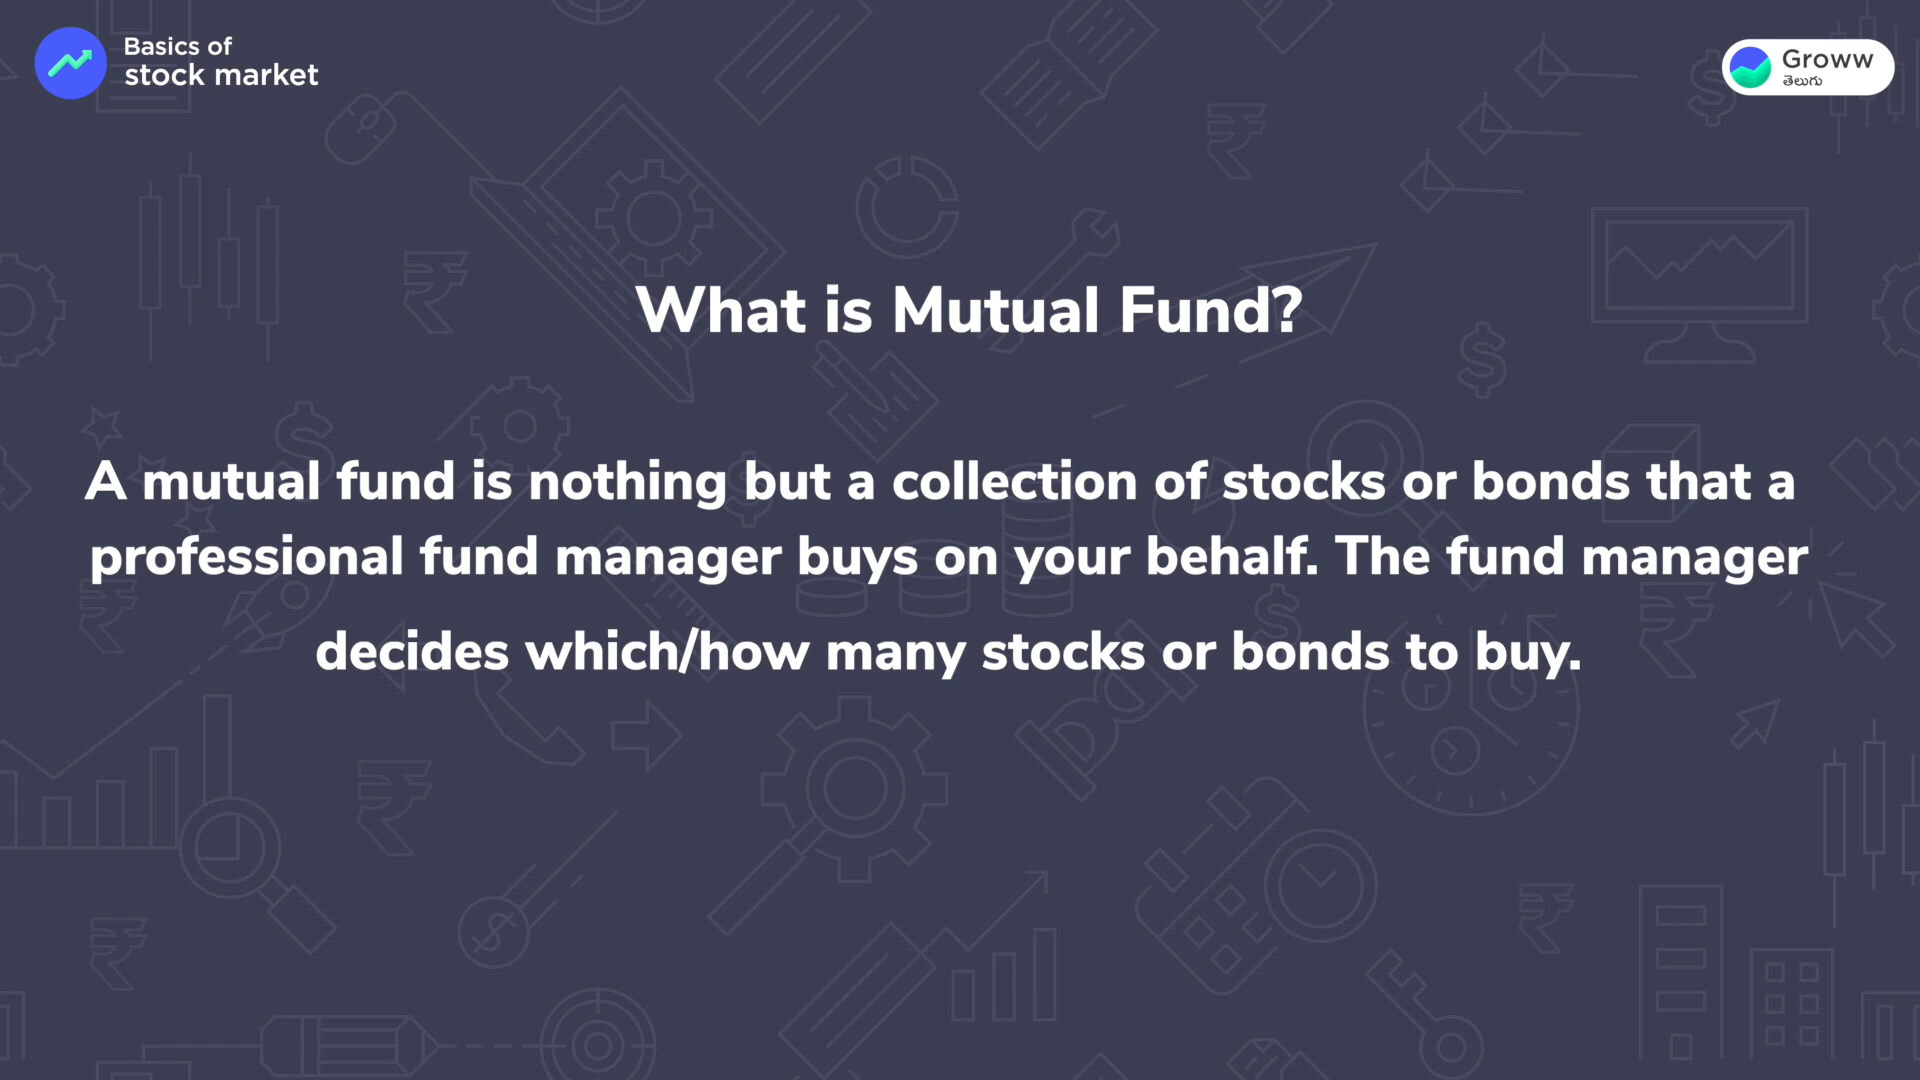 Basics of
stock market
Groww
తెలుగు
What is Mutual Fund?
A mutual fund is nothing but a collection of stocks or bonds that a
professional fund manager buys on your behalf. The fund manager
decides which/how many stocks or bonds to buy.